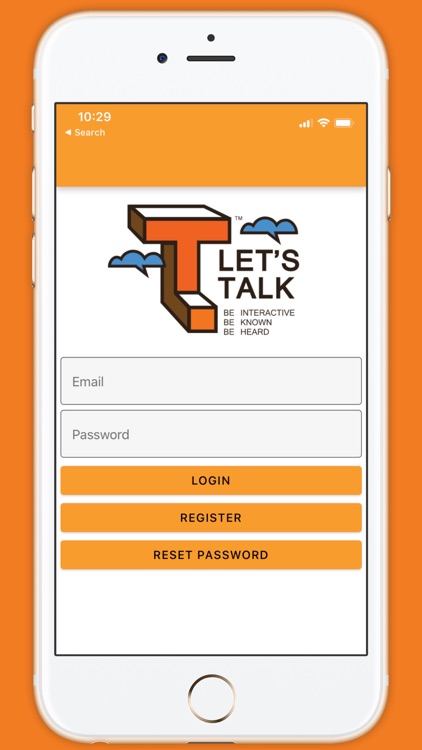 10:29
◀ Search
TM
LET'S
TALK
BE INTERACTIVE
BE KNOWN
BE HEARD
Email
Password
LOGIN
REGISTER
RESET PASSWORD